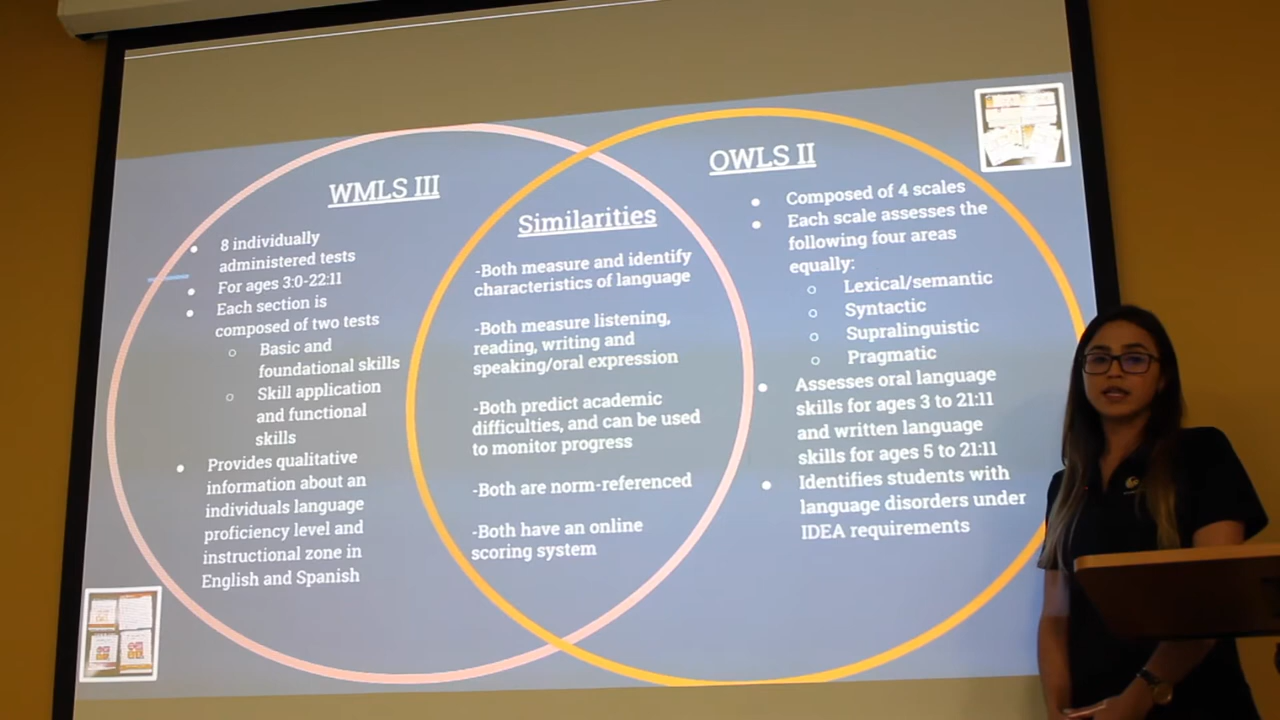 WMLS III
8 individually
administered tests
For ages 3:0-22:11
Each section is
composed of two tests
Basic and
foundational skills
Skill application
and functional
skills
Provides qualitative
information about an
individuals language
proficiency level and
instructional zone in
English and Spanish
Similarities
-Both measure and identify
characteristics of language
-Both measure listening,
reading, writing and
speaking/oral expression
-Both predict academic
difficulties, and can be used
to monitor progress
-Both are norm-referenced
-Both have an online
scoring system
OWLS II
Composed of 4 scales
Each scale assesses the
following four areas
equally:
Lexical/semantic
Syntactic
Supralinguistic
Pragmatic
Assesses oral language
skills for ages 3 to 21:11
and written language
skills for ages 5 to 21:11
Identifies students with
language disorders under
IDEA requirements